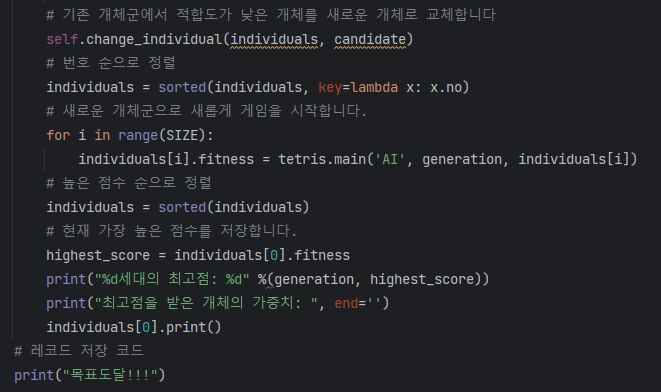 # 기존 개체군에서 적합도가 낮은 개체를 새로운 개체로 교체합니다
self.change_individual(individuals, candidate)
# 번호 순으로 정렬
individuals = sorted(individuals, key=lambda x: x.no)
# 새로운 개체군으로 새롭게 게임을 시작합니다.
for i in range(SIZE):
individuals[i].fitness = tetris.main('AI', generation, individuals[i])
# 높은 점수 순으로 정렬
individuals = sorted(individuals)
# 현재 가장 높은 점수를 저장합니다.
highest_score = individuals[0].fitness
print("%d세대의 최고점: %d" %(generation, highest_score))
print("최고점을 받은 개체의 가중치: ", end='')
individuals[0].print()
# 레코드 저장 코드
print("목표도달!!!")